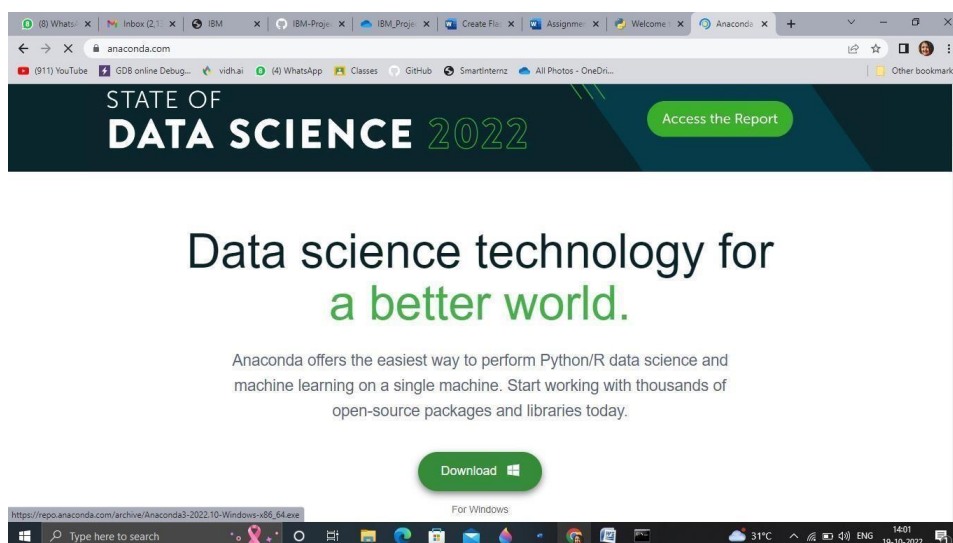 (8) Whats
Inbox (2,1
IBM
IBM-Proje
IBM_Proje
Create Fla
Assignme
Welcome
Anaconda
anaconda.com
(911) YouTube
GDB online Debug...
vidh.ai
(4) WhatsApp
Classes
GitHub
SmartInternz
All Photos - OneDri...
Other bookmark
STATE OF
DATA SCIENCE 2022
Access the Report
Data science technology for
a better world.
Anaconda offers the easiest way to perform Python/R data science and
machine learning on a single machine. Start working with thousands of
open-source packages and libraries today.
Download
For Windows
https://repo.anaconda.com/archive/Anaconda3-2022.10-Windows-x86_64.exe
Type here to search
31°C
ENG
14:01
19-10-2022